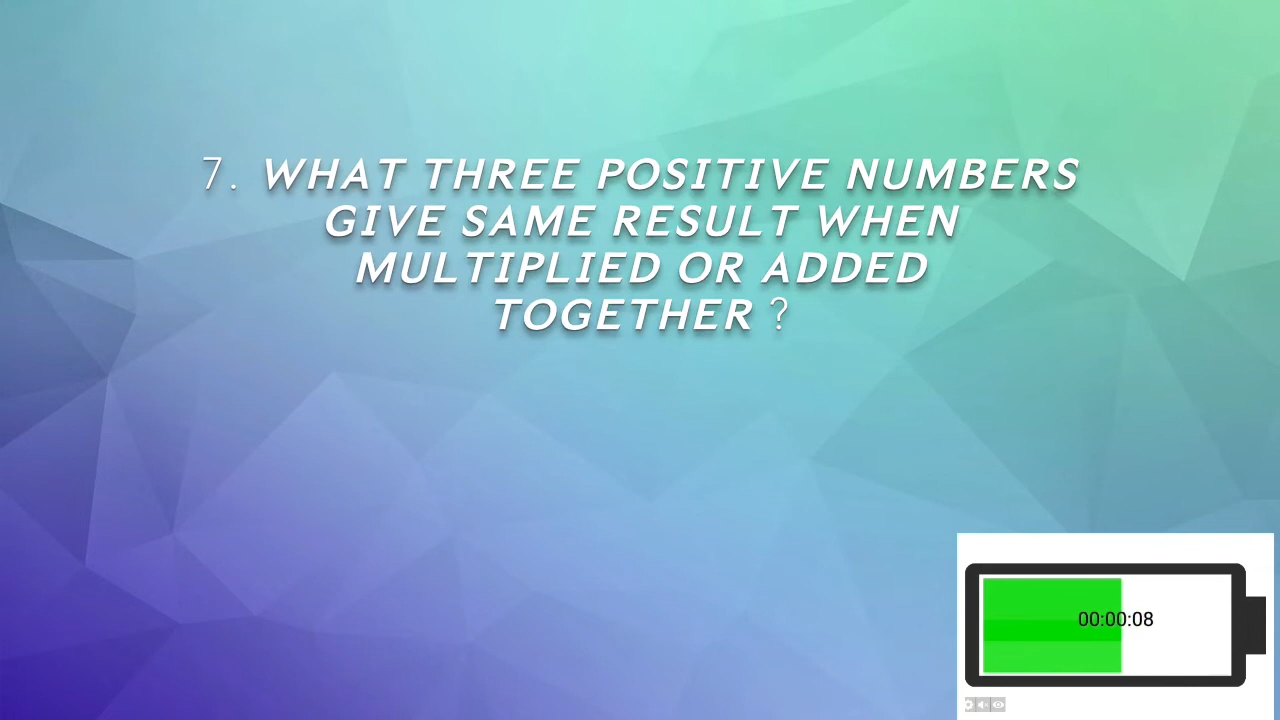 7. WHAT THREE POSITIVE NUMBERS
GIVE SAME RESULT WHEN
MULTIPLIED OR ADDED
TOGETHER ?
00:00:08